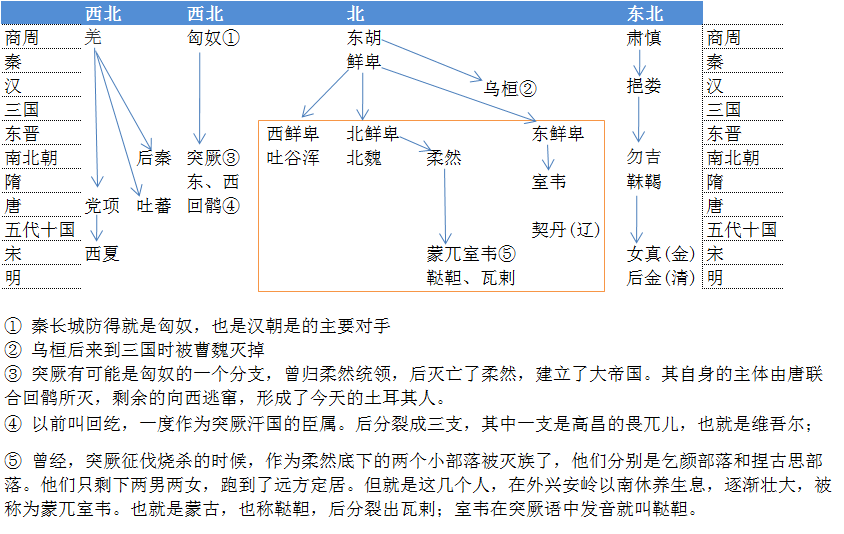 西北 西北 北 东北
商周 羌 匈奴① 东胡 肃慎 商周
秦 鲜卑 秦
汉 乌桓② 挹娄 汉
三国 三国
东晋 西鲜卑 北鲜卑 东鲜卑 东晋
南北朝 后秦 突厥③ 吐谷浑 北魏 柔然 勿吉 南北朝
隋 东、西 室韦 靺鞨 隋
唐 党项 吐蕃 回鹘④ 唐
五代十国 契丹(辽) 五代十国
宋 西夏 蒙兀室韦⑤ 女真(金) 宋
明 鞑靼、瓦剌 后金(清) 明
① 秦长城防得就是匈奴，也是汉朝是的主要对手
② 乌桓后来到三国时被曹魏灭掉
③ 突厥有可能是匈奴的一个分支，曾归柔然统领，后灭亡了柔然，建立了大帝国。其自身的主体由唐联
合回鹘所灭，剩余的向西逃窜，形成了今天的土耳其人。
④ 以前叫回纥，一度作为突厥汗国的臣属。后分裂成三支，其中一支是高昌的畏兀儿，也就是维吾尔；
⑤ 曾经，突厥征伐烧杀的时候，作为柔然底下的两个小部落被灭族了，他们分别是乞颜部落和捏古思部
落。他们只剩下两男两女，跑到了远方定居。但就是这几个人，在外兴安岭以南休养生息，逐渐壮大，被
称为蒙兀室韦。也就是蒙古，也称鞑靼，后分裂出瓦剌；室韦在突厥语中发音就叫鞑靼。